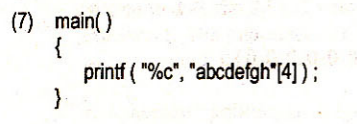 (7) main( )
{
printf ( "%c", "abcdefgh"[4] ) ;
}